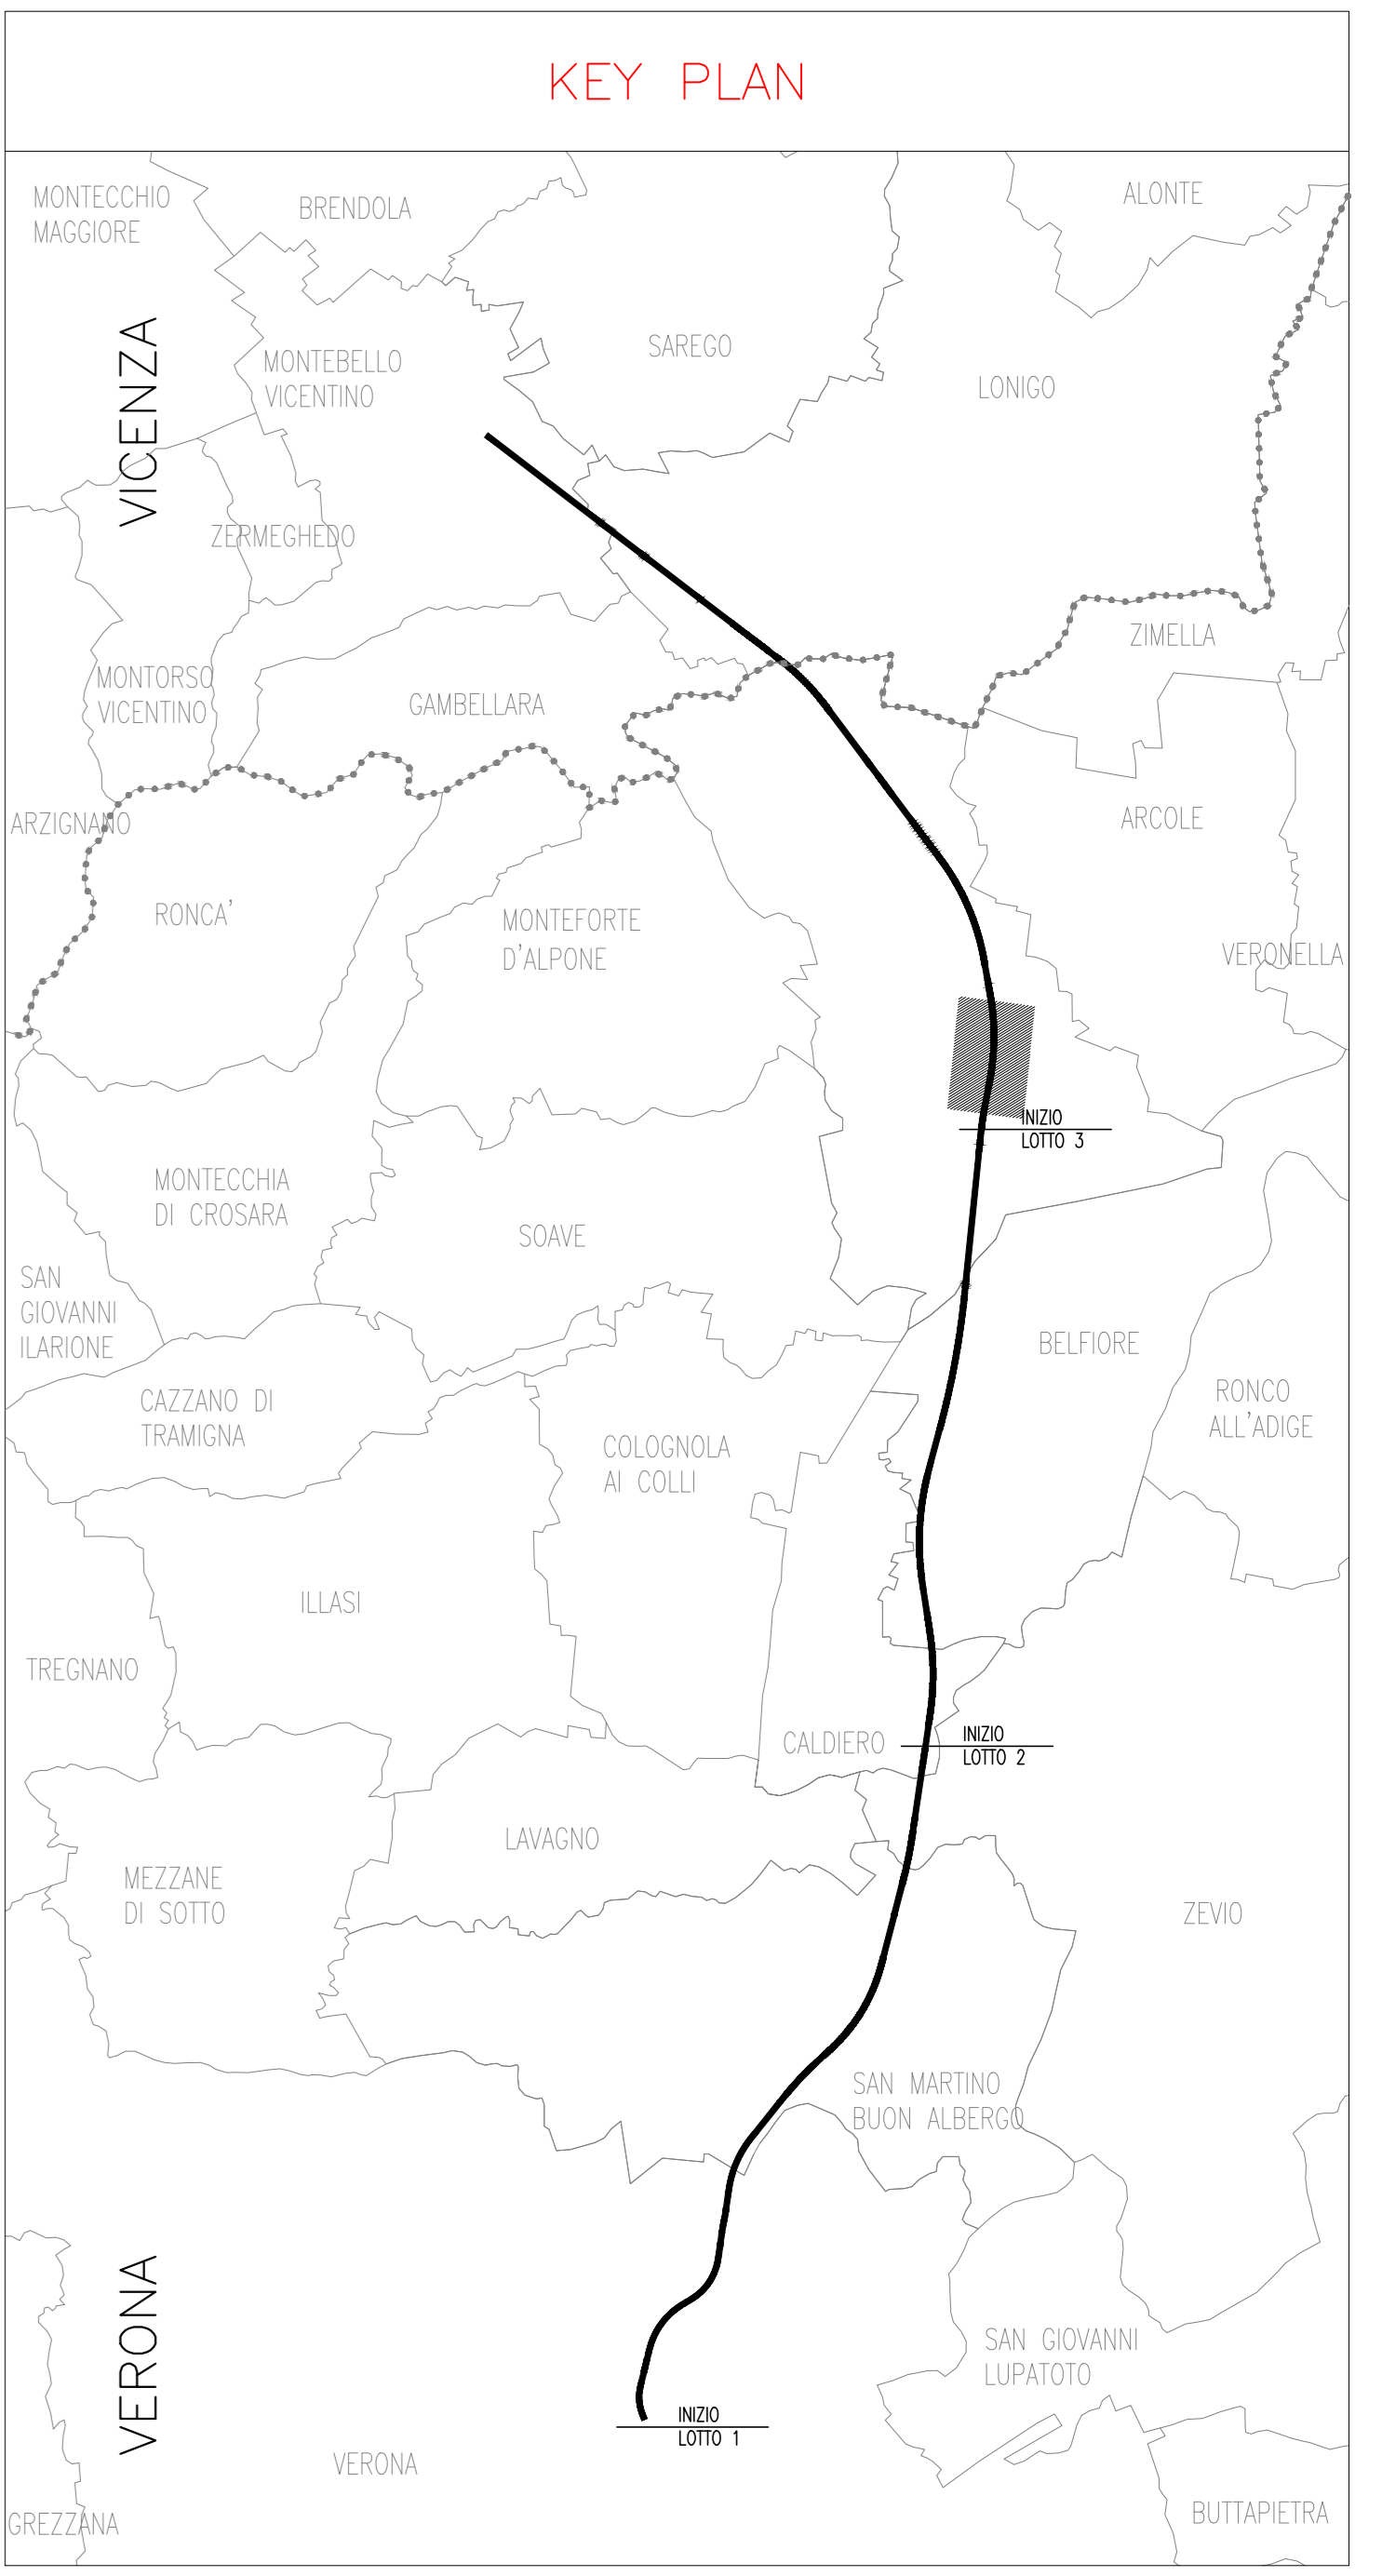 KEY PLAN
MONTECCHIO
MAGGIORE
BRENDOLA
ALONTE
VICENZA
MONTEBELLO
VICENTINO
SAREGO
LONIGO
ZERMEGHEDO
ZIMELLA
MONTORSO
VICENTINO
GAMBELLARA
ARZIGNANO
ARCOLE
RONCA'
MONTEFORTE
D'ALPONE
VERONELLA
INIZIO
LOTTO 3
MONTECCHIA
DI CROSARA
SOAVE
SAN
GIOVANNI
ILARIONE
BELFIORE
CAZZANO DI
TRAMIGNA
RONCO
ALL'ADIGE
COLOGNOLA
AI COLLI
ILLASI
TREGNANO
CALDIERO
INIZIO
LOTTO 2
LAVAGNO
MEZZANE
DI SOTTO
ZEVIO
SAN MARTINO
BUON ALBERGO
VERONA
SAN GIOVANNI
LUPATOTO
INIZIO
LOTTO 1
VERONA
GREZZANA
BUTTAPIETRA